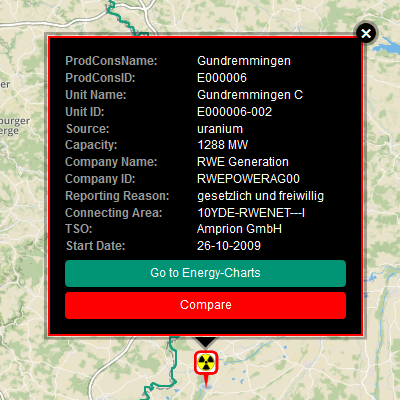 ProdConsName: Gundremmingen
ProdConsID: E000006
Unit Name: Gundremmingen C
Unit ID: E000006-002
Source: uranium
Capacity: 1288 MW
Company Name: RWE Generation
Company ID: RWEPOWERAG00
Reporting Reason: gesetzlich und freiwillig
Connecting Area: 10YDE-RWENET---I
TSO: Amprion GmbH
Start Date: 26-10-2009
Go to Energy-Charts
Compare
burger
erge